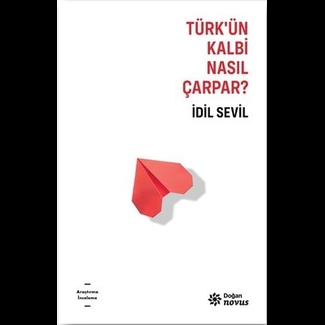 TÜRK'ÜN
KALBİ
NASIL
ÇARPAR?
İDİL SEVİL
Araştırma
İnceleme
Doğan
novus